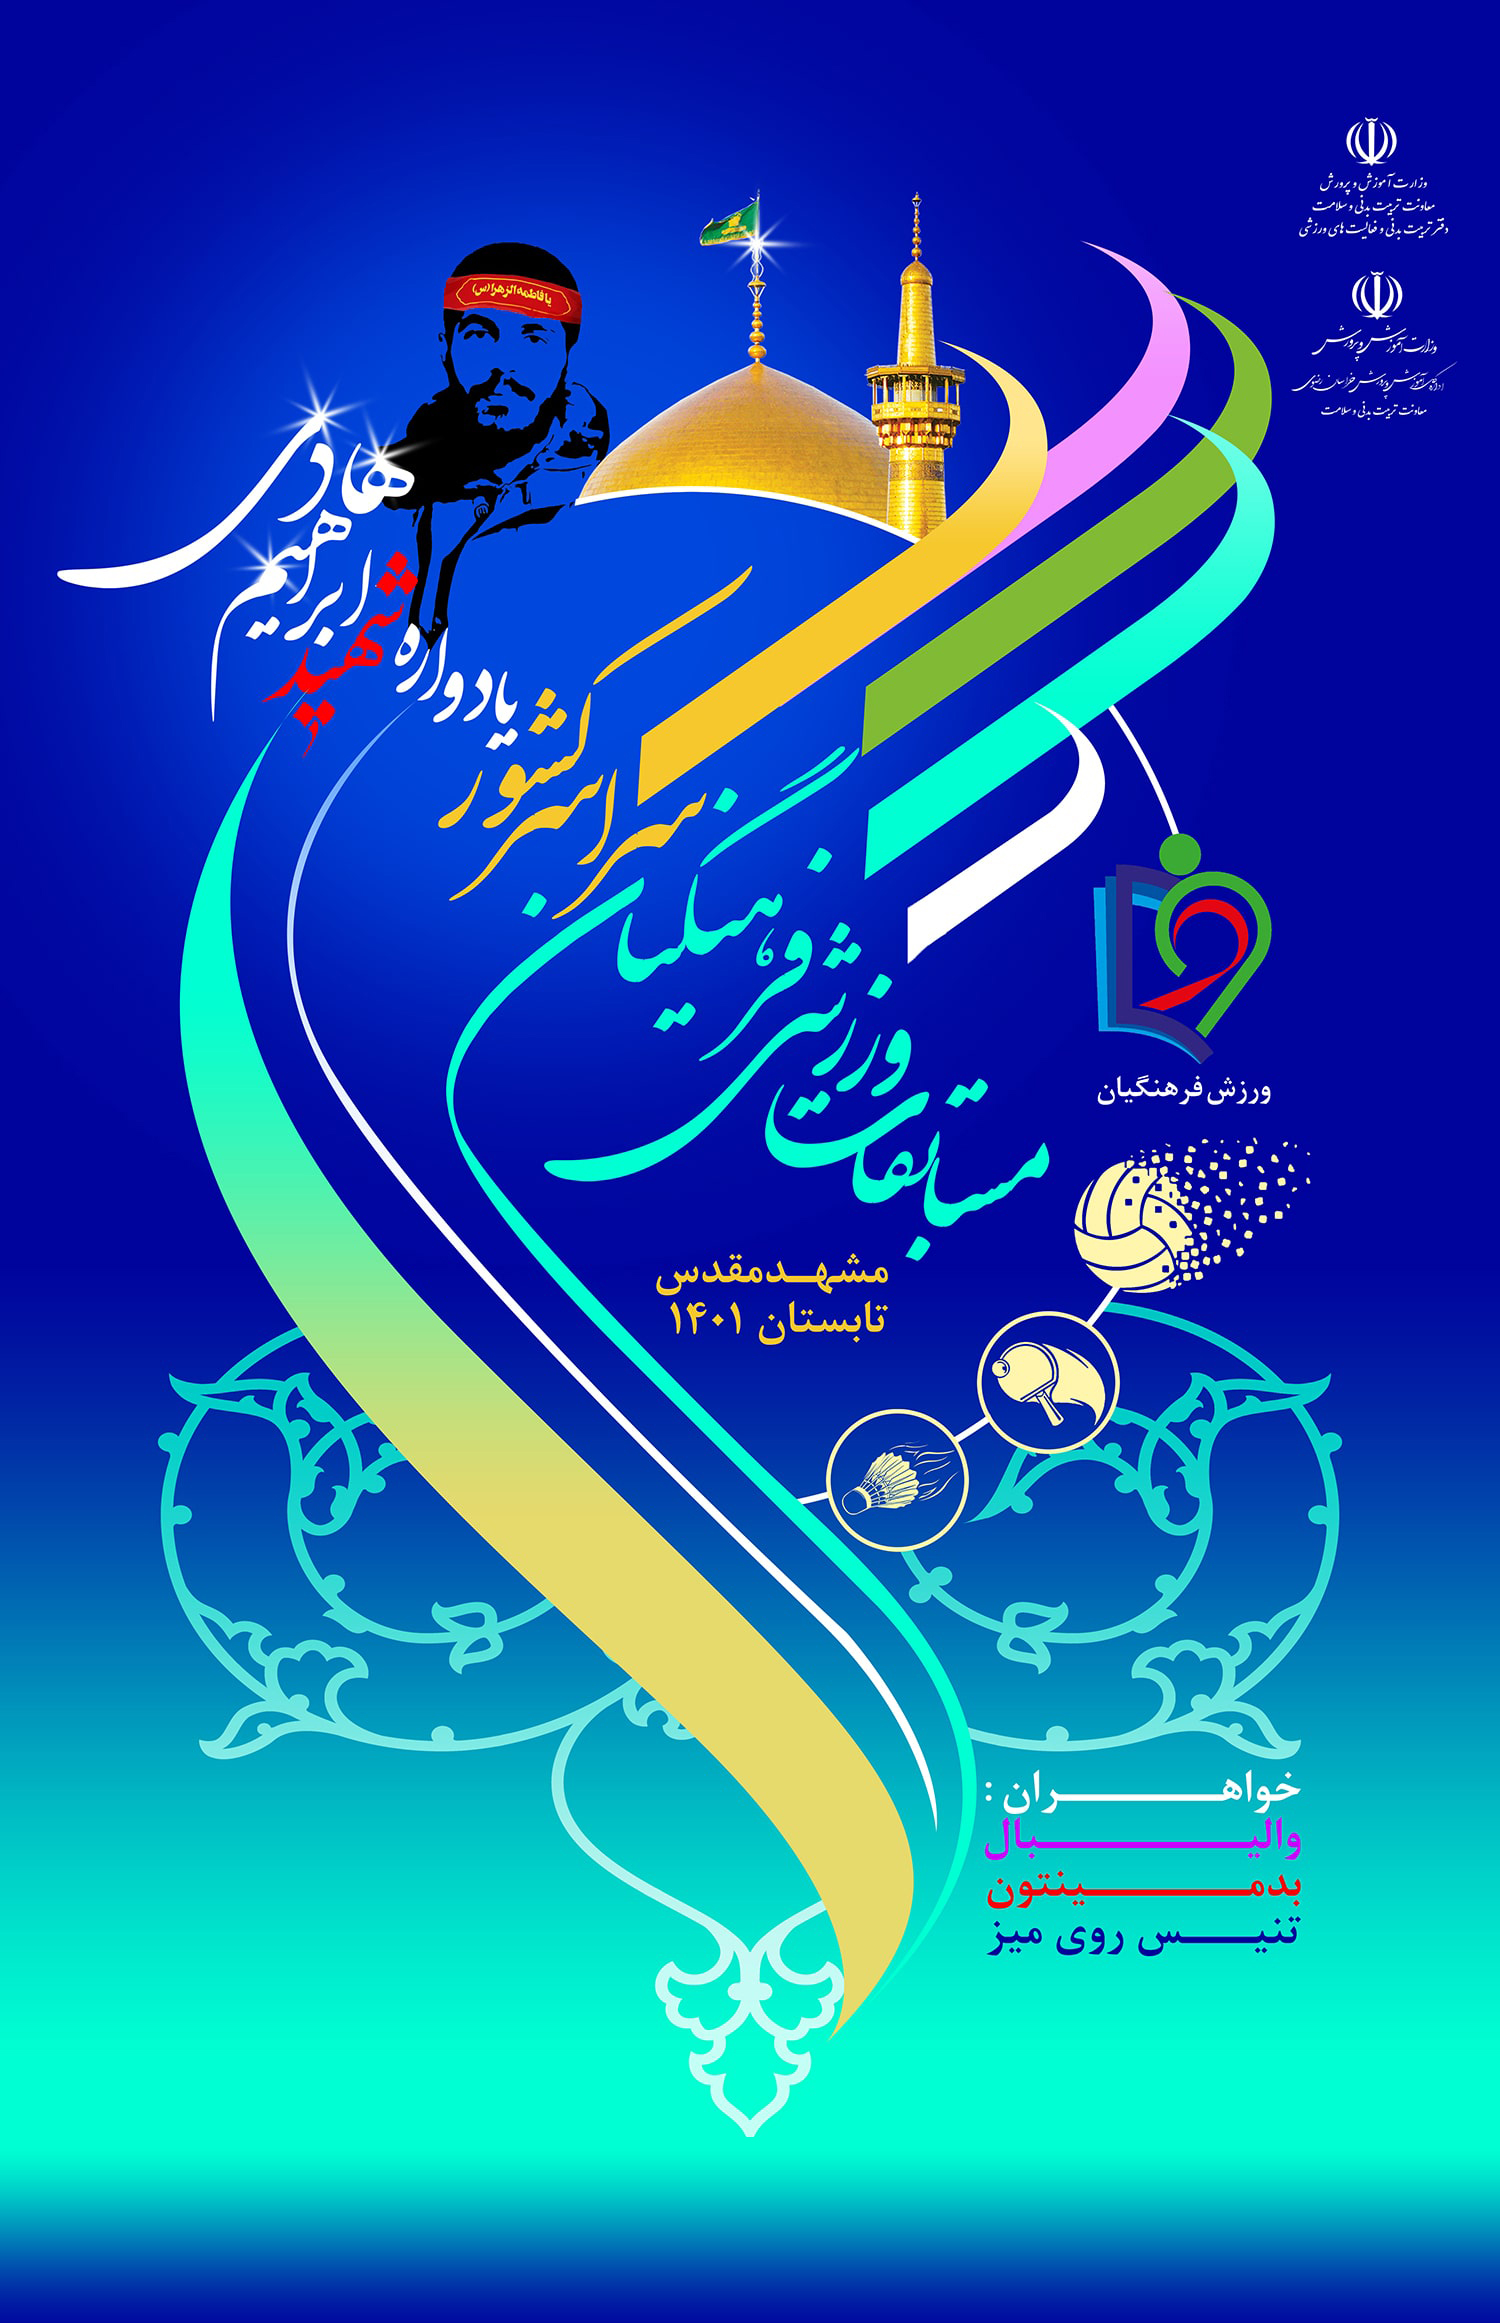 وزارت آموزش و پرورش
معاونت تربیت بدنی و سلامت
دفتر تربیت بدنی و فعالیت های ورزشی
وزارت آموزش و پرورش
اداره کل آموزش و پرورش خراسان رضوی
معاونت تربیت بدنی و سلامت
یا فاطمه الزهرا (س)
مسابقات ورزشی فرهنگیان
سراسر کشور
یادواره شهید ابراهیم هادی
ورزش فرهنگیان
مشهد مقدس
تابستان ۱۴۰۱
خواهران :
والیبال
بدمینتون
تنیس روی میز